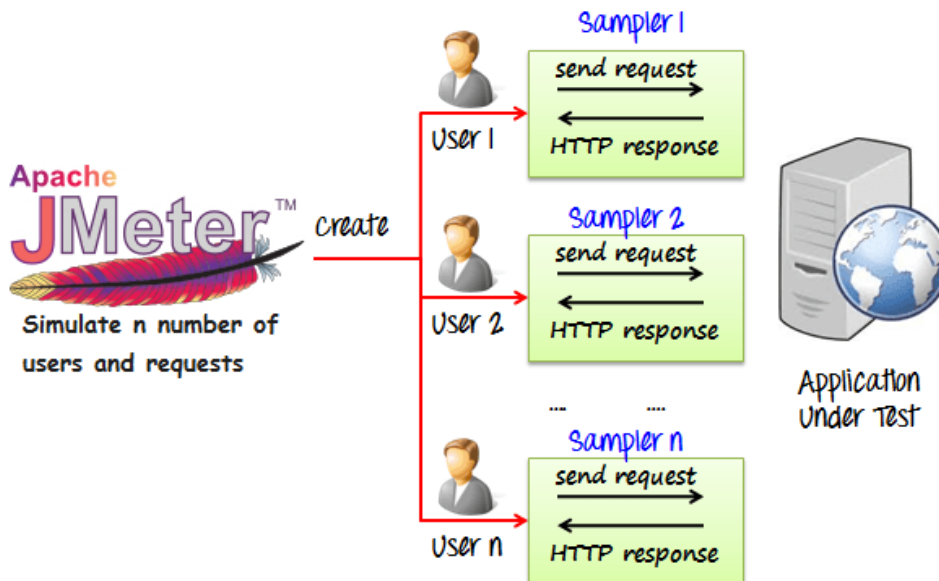 Apache
JMeter™
Simulate n number of
users and requests
Create
User 1
Sampler 1
send request
HTTP response
User 2
Sampler 2
send request
HTTP response
.... ....
User n
Sampler n
send request
HTTP response
Application
Under Test